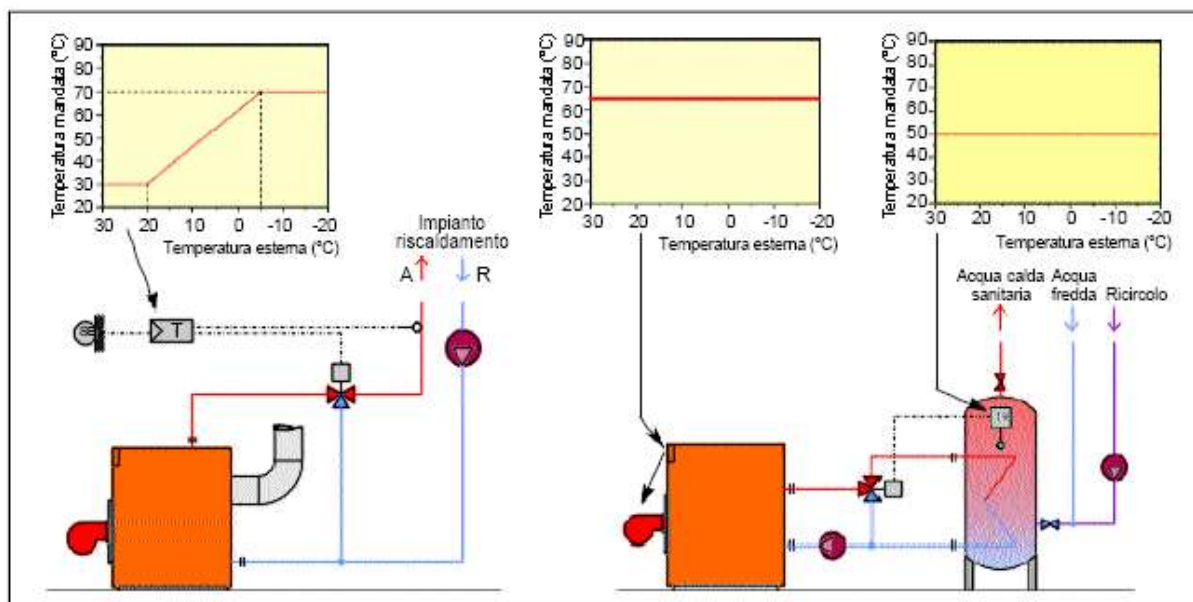 Temperatura mandata (°C)
90
80
70
60
50
40
30
20
30 20 10 0 -10 -20
Temperatura esterna (°C)
Temperatura mandata (°C)
90
80
70
60
50
40
30
20
30 20 10 0 -10 -20
Temperatura esterna (°C)
Temperatura mandata (°C)
90
80
70
60
50
40
30
20
30 20 10 0 -10 -20
Temperatura esterna (°C)
Impianto
riscaldamento
A R
T
Acqua calda
sanitaria
Acqua
fredda
Ricircolo